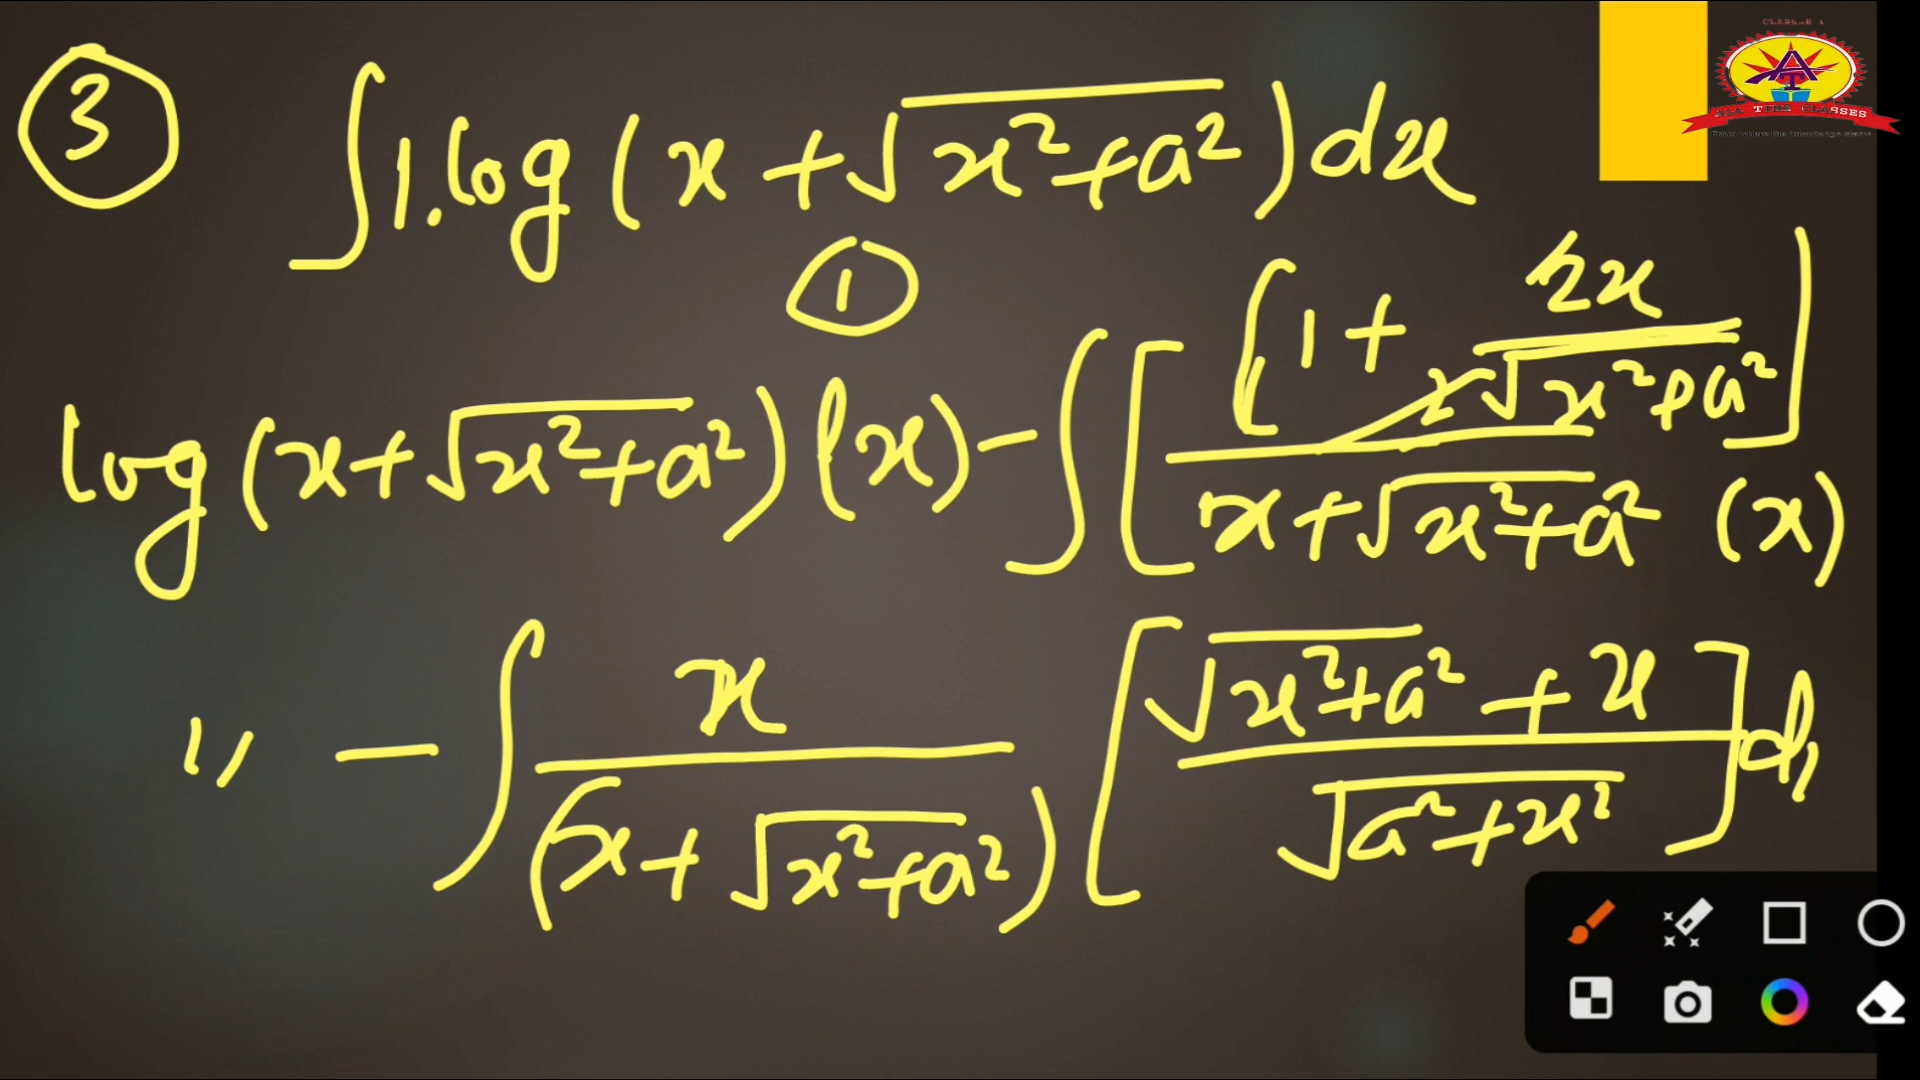 ③ ∫1.log(x+√(x²+a²))dx
①
log(x+√(x²+a²))(x) - ∫[[1+2x/(2√(x²+a²))]/(x+√(x²+a²)) (x)
" - ∫ x/(x+√(x²+a²)) [(√(x²+a²)+x)/√(a²+x²)]d